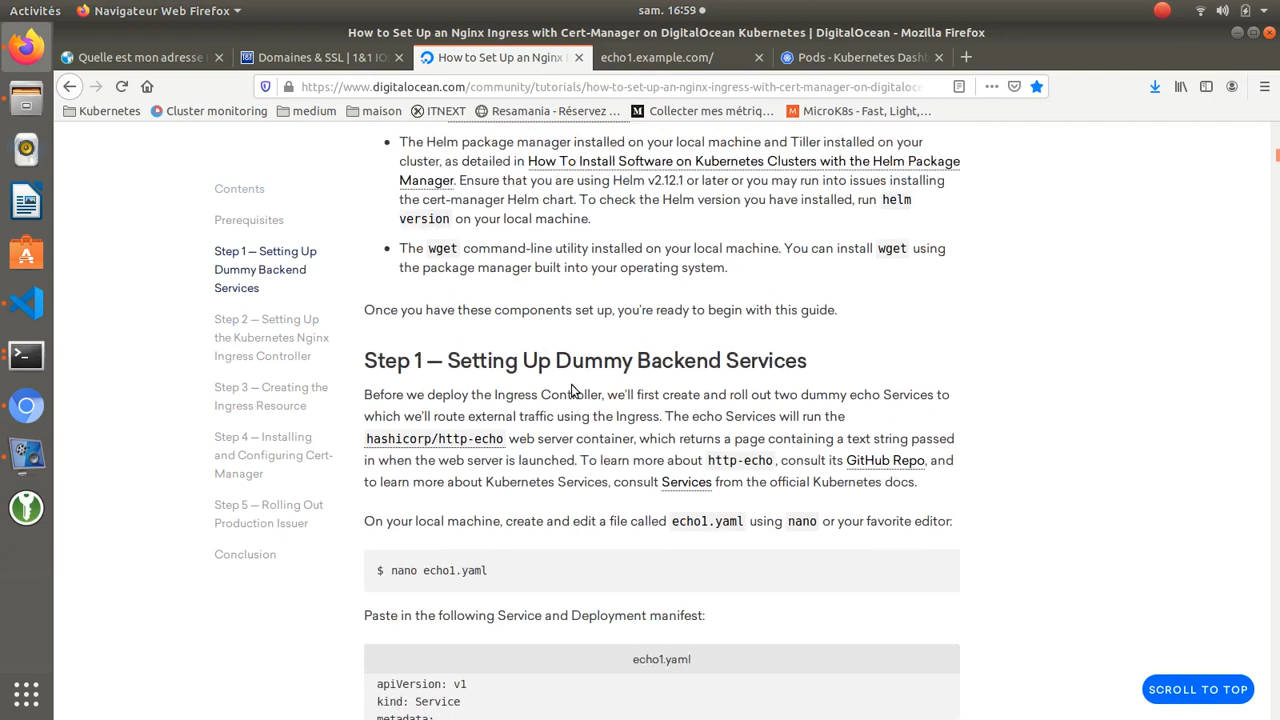 Activités
Navigateur Web Firefox
sam. 16:59
How to Set Up an Nginx Ingress with Cert-Manager on DigitalOcean Kubernetes | DigitalOcean - Mozilla Firefox
Quelle est mon adresse
Domaines & SSL | 1&1 IO
How to Set Up an Nginx I
echo1.example.com/
Pods - Kubernetes Dash
https://www.digitalocean.com/community/tutorials/how-to-set-up-an-nginx-ingress-with-cert-manager-on-digitalocean
Kubernetes
Cluster monitoring
medium
maison
ITNEXT
Resamania - Réservez ...
Collecter mes métriq...
MicroK8s - Fast, Light,...
The Helm package manager installed on your local machine and Tiller installed on your
cluster, as detailed in How To Install Software on Kubernetes Clusters with the Helm Package
Manager. Ensure that you are using Helm v2.12.1 or later or you may run into issues installing
the cert-manager Helm chart. To check the Helm version you have installed, run helm
version on your local machine.
The wget command-line utility installed on your local machine. You can install wget using
the package manager built into your operating system.
Once you have these components set up, you're ready to begin with this guide.
Contents
Prerequisites
Step 1 — Setting Up
Dummy Backend
Services
Step 2 — Setting Up
the Kubernetes Nginx
Ingress Controller
Step 3 — Creating the
Ingress Resource
Step 4 — Installing
and Configuring Cert-
Manager
Step 5 — Rolling Out
Production Issuer
Conclusion
Step 1 — Setting Up Dummy Backend Services
Before we deploy the Ingress Controller, we'll first create and roll out two dummy echo Services to
which we'll route external traffic using the Ingress. The echo Services will run the
hashicorp/http-echo web server container, which returns a page containing a text string passed
in when the web server is launched. To learn more about http-echo, consult its GitHub Repo, and
to learn more about Kubernetes Services, consult Services from the official Kubernetes docs.
On your local machine, create and edit a file called echo1.yaml using nano or your favorite editor:
$ nano echo1.yaml
Paste in the following Service and Deployment manifest:
echo1.yaml
apiVersion: v1
kind: Service
metadata:
SCROLL TO TOP